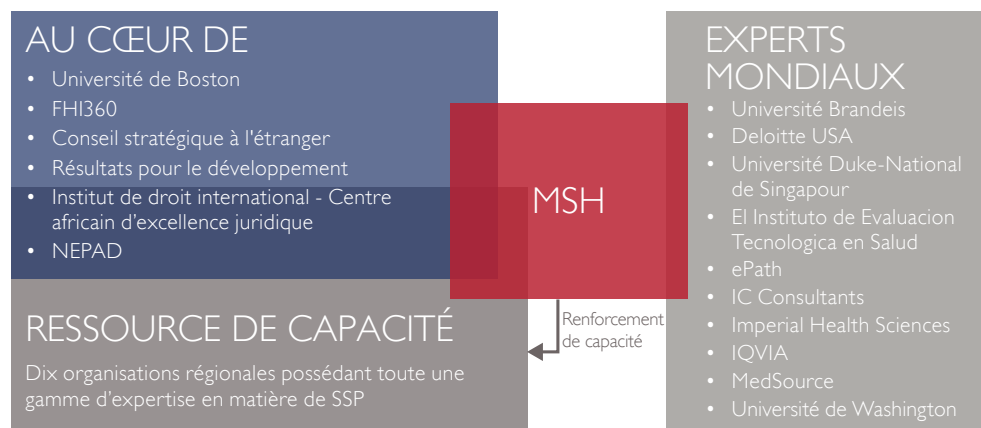 AU CŒUR DE
• Université de Boston
• FHI360
• Conseil stratégique à l'étranger
• Résultats pour le développement
• Institut de droit international - Centre
africain d’excellence juridique
• NEPAD
MSH
RESSOURCE DE CAPACITÉ
Dix organisations régionales possédant toute une
gamme d’expertise en matière de SSP
Renforcement
de capacité
EXPERTS
MONDIAUX
• Université Brandeis
• Deloitte USA
• Université Duke-National
de Singapour
• El Instituto de Evaluacion
Tecnologica en Salud
• ePath
• IC Consultants
• Imperial Health Sciences
• IQVIA
• MedSource
• Université de Washington